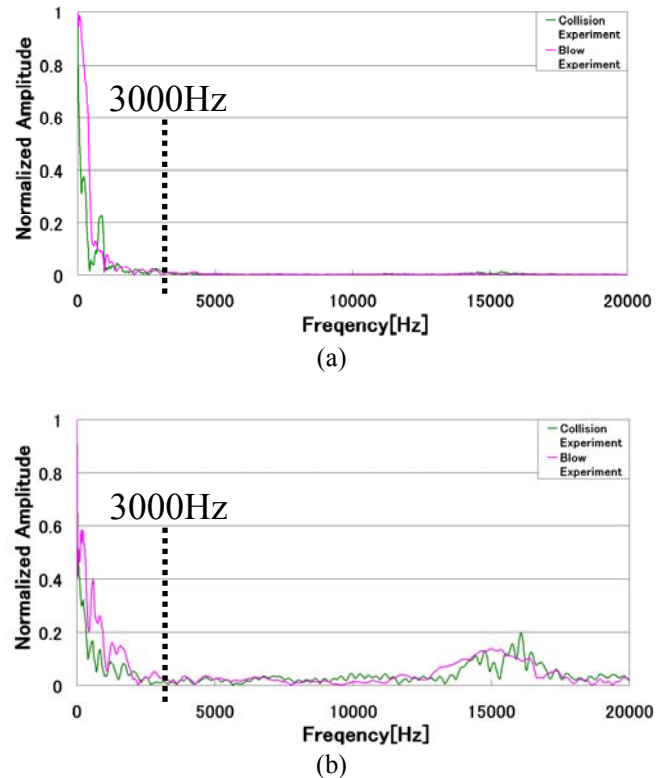 1
0.8
0.6
0.4
0.2
0
Normalized Amplitude
3000Hz
Collision
Experiment
Blow
Experiment
0 5000 10000 15000 20000
Freqency[Hz]
(a)
1
0.8
0.6
0.4
0.2
0
Normalized Amplitude
3000Hz
Collision
Experiment
Blow
Experiment
0 5000 10000 15000 20000
Freqency[Hz]
(b)